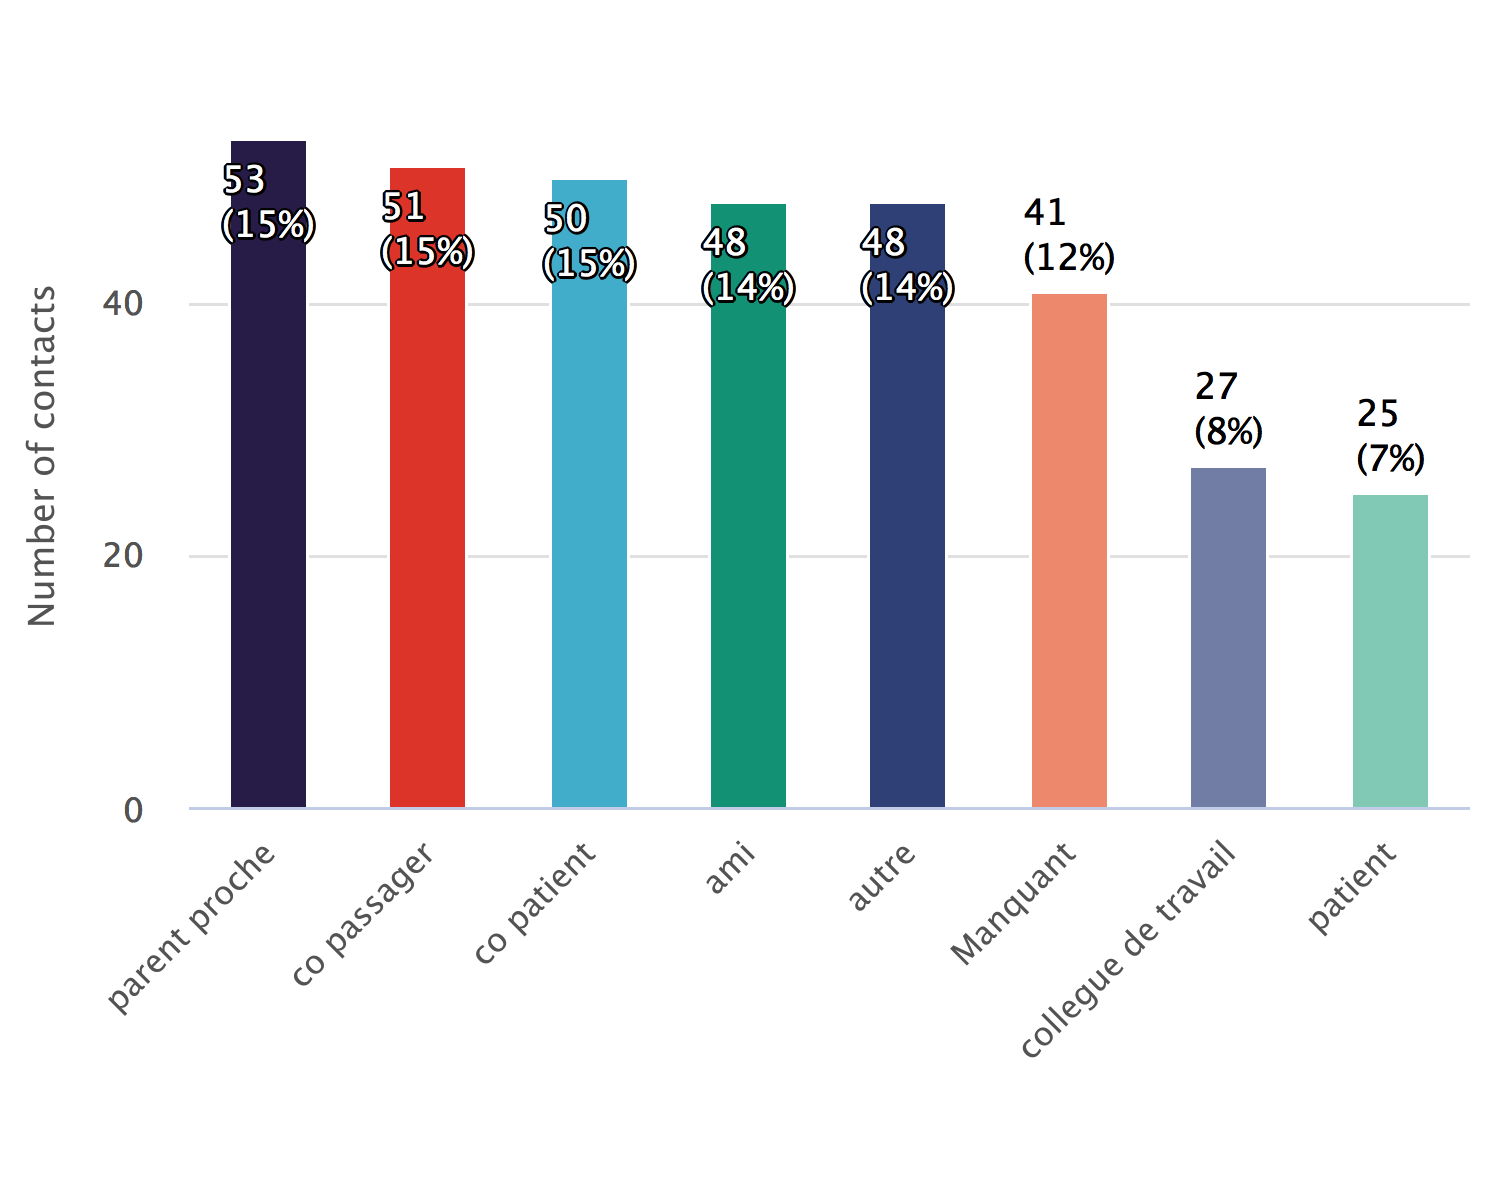 53
(15%)
51
(15%)
50
(15%)
48
(14%)
48
(14%)
41
(12%)
27
(8%)
25
(7%)
Number of contacts
40
20
0
parent proche
co passager
co patient
ami
autre
Manquant
collegue de travail
patient